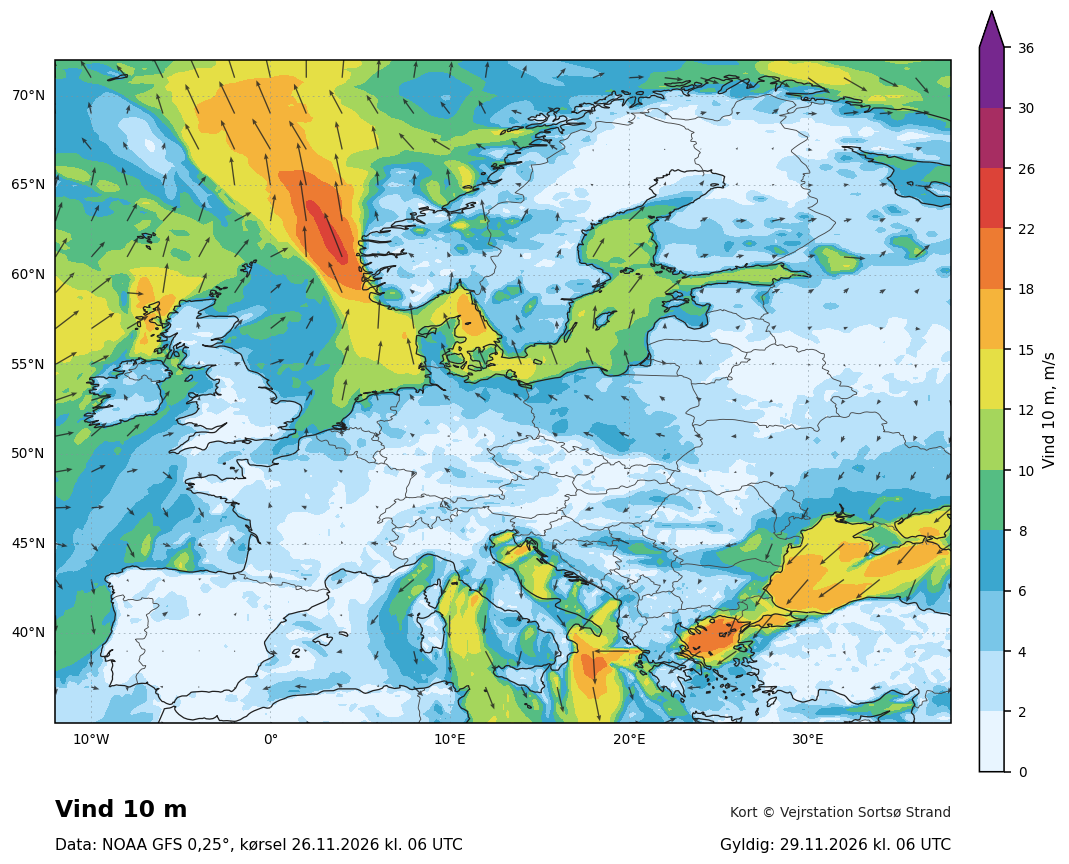 70°N
65°N
60°N
55°N
50°N
45°N
40°N
10°W
0°
10°E
20°E
30°E
36
30
26
22
18
15
12
10
8
6
4
2
0
Vind 10 m, m/s
Vind 10 m
Kort © Vejrstation Sortsø Strand
Data: NOAA GFS 0,25°, kørsel 26.11.2026 kl. 06 UTC
Gyldig: 29.11.2026 kl. 06 UTC